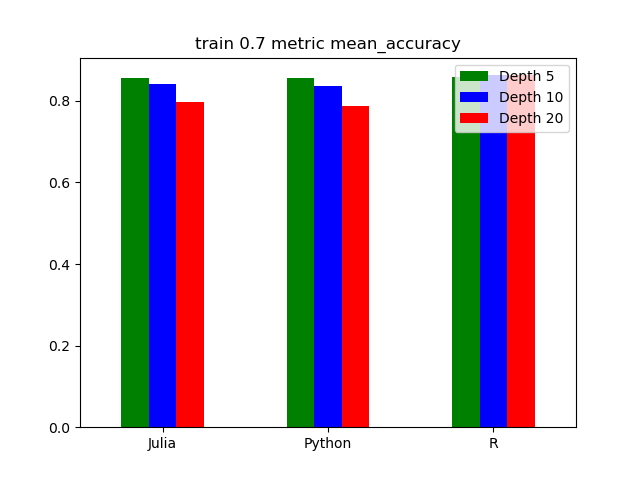 train 0.7 metric mean_accuracy
Depth 5
Depth 10
Depth 20
0.8
0.6
0.4
0.2
0.0
Julia Python R